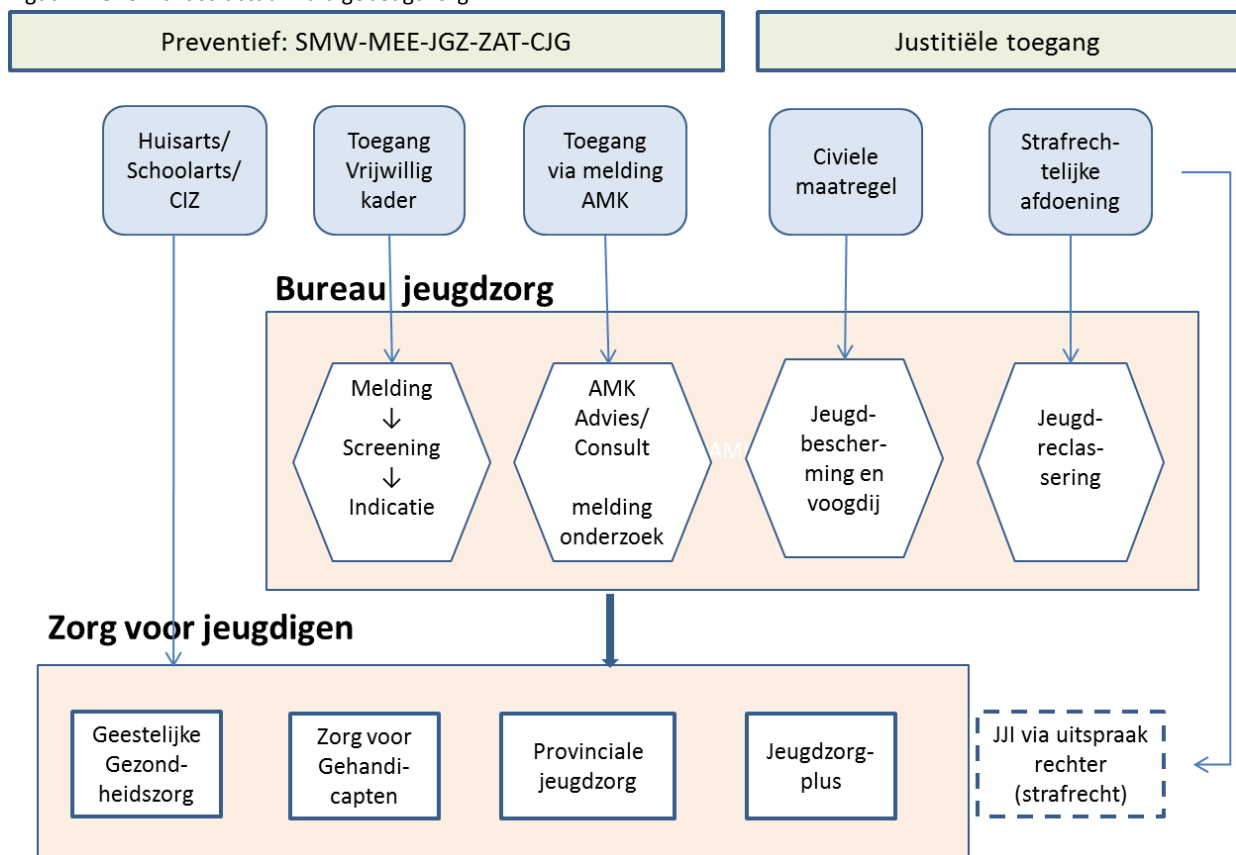 Preventief: SMW-MEE-JGZ-ZAT-CJG
Justitiële toegang
Huisarts/
Schoolarts/
CIZ
Toegang
Vrijwillig
kader
Toegang
via melding
AMK
Civiele
maatregel
Strafrech-
telijke
afdoening
Bureau jeugdzorg
Melding
↓
Screening
↓
Indicatie
AMK
Advies/
Consult
melding
onderzoek
AM
Jeugd-
bescher-
ming en
voogdij
Jeugd-
reclas-
sering
Zorg voor jeugdigen
Geestelijke
Gezond-
heidszorg
Zorg voor
Gehandi-
capten
Provinciale
jeugdzorg
Jeugdzorg-
plus
JJI via uitspraak
rechter
(strafrecht)